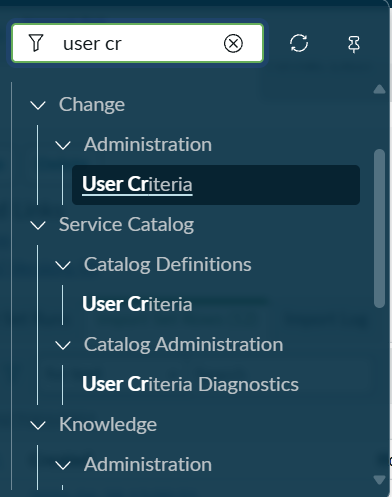 user cr
Change
Administration
User Criteria
Service Catalog
Catalog Definitions
User Criteria
Catalog Administration
User Criteria Diagnostics
Knowledge
Administration